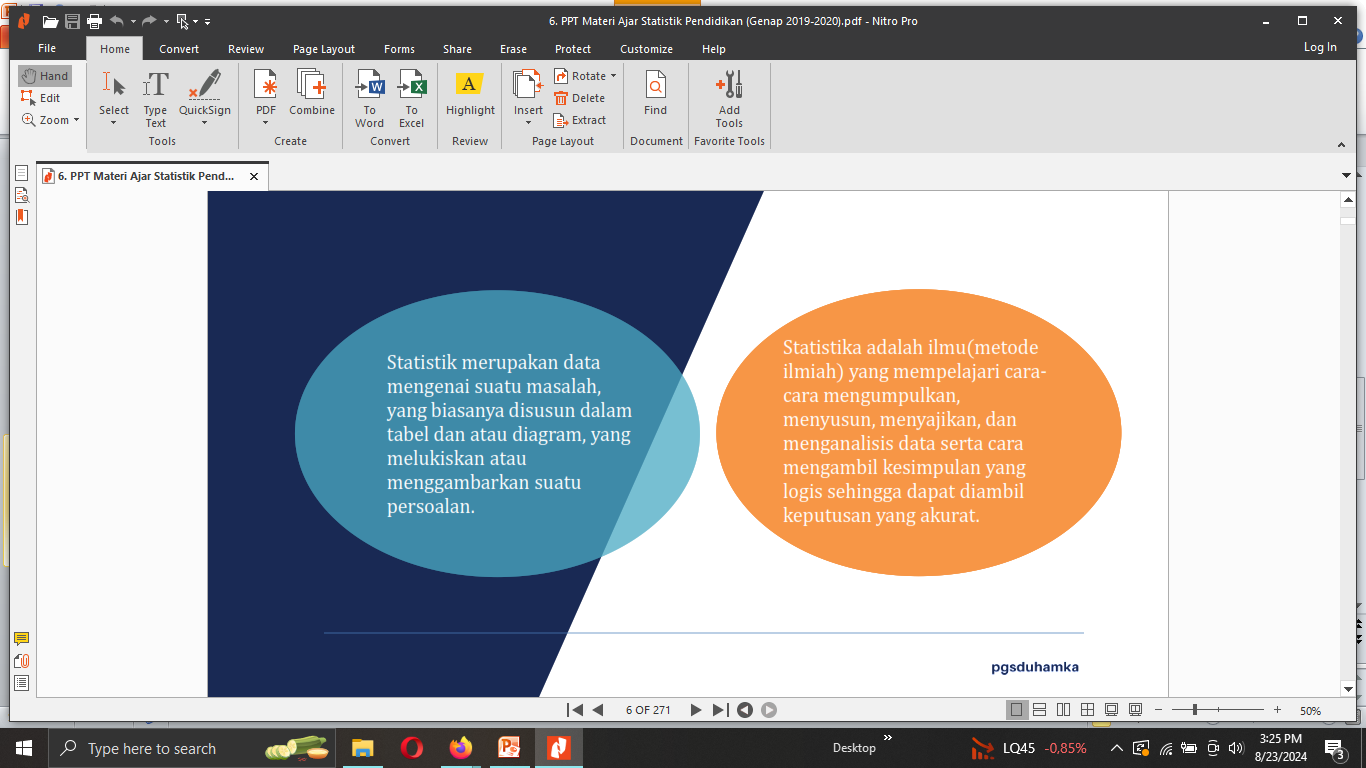 6. PPT Materi Ajar Statistik Pendidikan (Genap 2019-2020).pdf - Nitro Pro
File Home Convert Review Page Layout Forms Share Erase Protect Customize Help Log In
Hand
Edit
Zoom
Select
Type Text
QuickSign
Tools
PDF
Combine
Create
To Word
To Excel
Convert
Highlight
Review
Insert
Rotate
Delete
Extract
Page Layout
Find
Document
Add Tools
Favorite Tools
6. PPT Materi Ajar Statistik Pend...
Statistik merupakan data
mengenai suatu masalah,
yang biasanya disusun dalam
tabel dan atau diagram, yang
melukiskan atau
menggambarkan suatu
persoalan.
Statistika adalah ilmu(metode
ilmiah) yang mempelajari cara-
cara mengumpulkan,
menyusun, menyajikan, dan
menganalisis data serta cara
mengambil kesimpulan yang
logis sehingga dapat diambil
keputusan yang akurat.
pgsduhamka
6 OF 271
50%
Type here to search
Desktop
LQ45 -0,85%
3:25 PM
8/23/2024
3